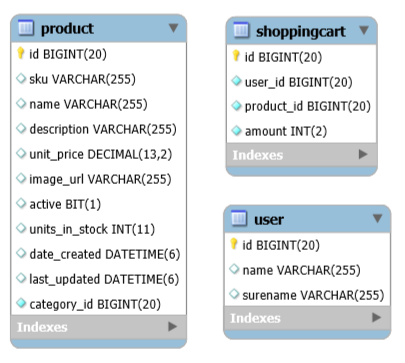 product
id BIGINT(20)
sku VARCHAR(255)
name VARCHAR(255)
description VARCHAR(255)
unit_price DECIMAL(13,2)
image_url VARCHAR(255)
active BIT(1)
units_in_stock INT(11)
date_created DATETIME(6)
last_updated DATETIME(6)
category_id BIGINT(20)
Indexes
shoppingcart
id BIGINT(20)
user_id BIGINT(20)
product_id BIGINT(20)
amount INT(2)
Indexes
user
id BIGINT(20)
name VARCHAR(255)
surename VARCHAR(255)
Indexes